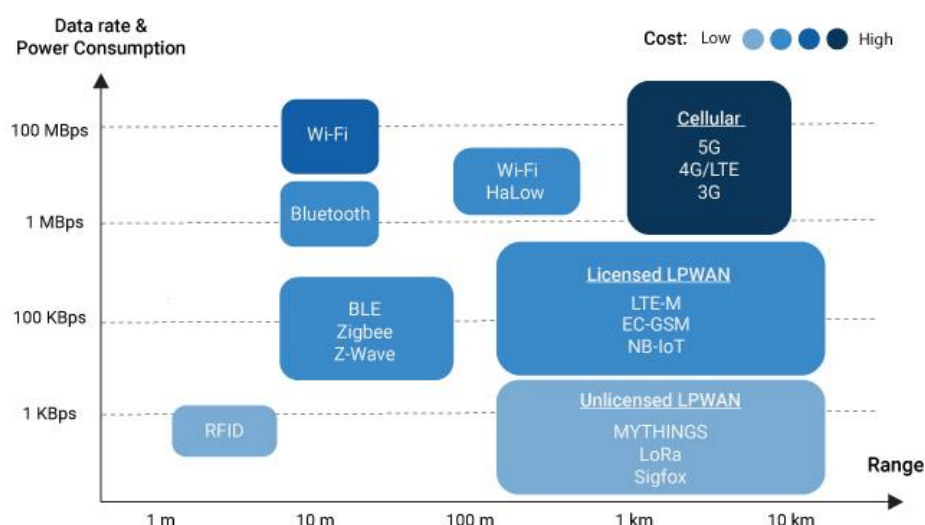 Data rate &
Power Consumption
Cost: Low High
100 MBps
Wi-Fi
Cellular
5G
4G/LTE
3G
Wi-Fi
HaLow
Bluetooth
1 MBps
Licensed LPWAN
LTE-M
EC-GSM
NB-IoT
BLE
Zigbee
Z-Wave
100 KBps
Unlicensed LPWAN
MYTHINGS
LoRa
Sigfox
1 KBps
RFID
Range
1 m 10 m 100 m 1 km 10 km